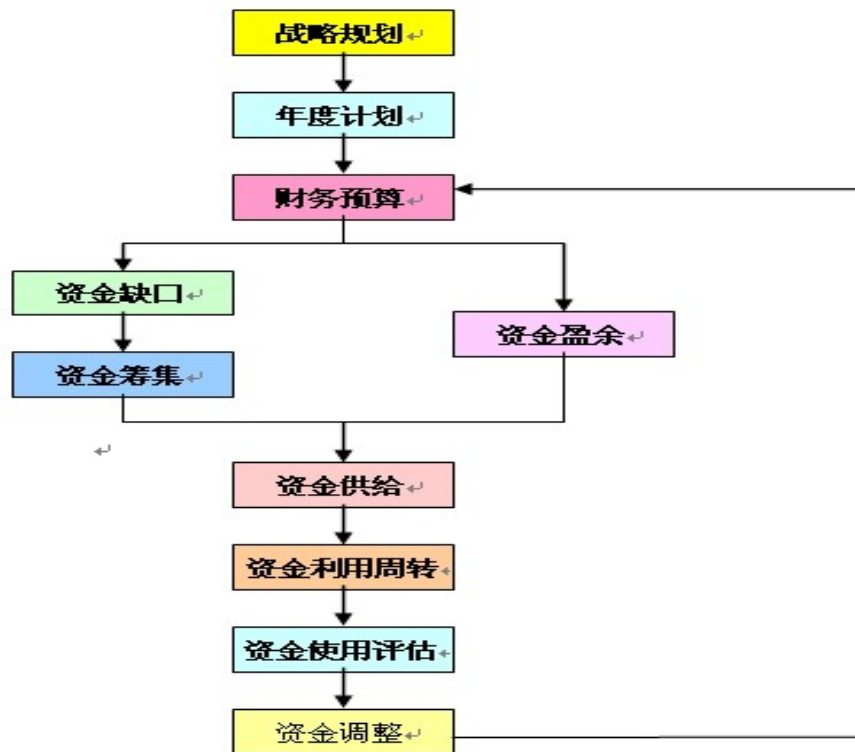 战略规划
年度计划
财务预算
资金缺口
资金盈余
资金筹集
资金供给
资金利用周转
资金使用评估
资金调整